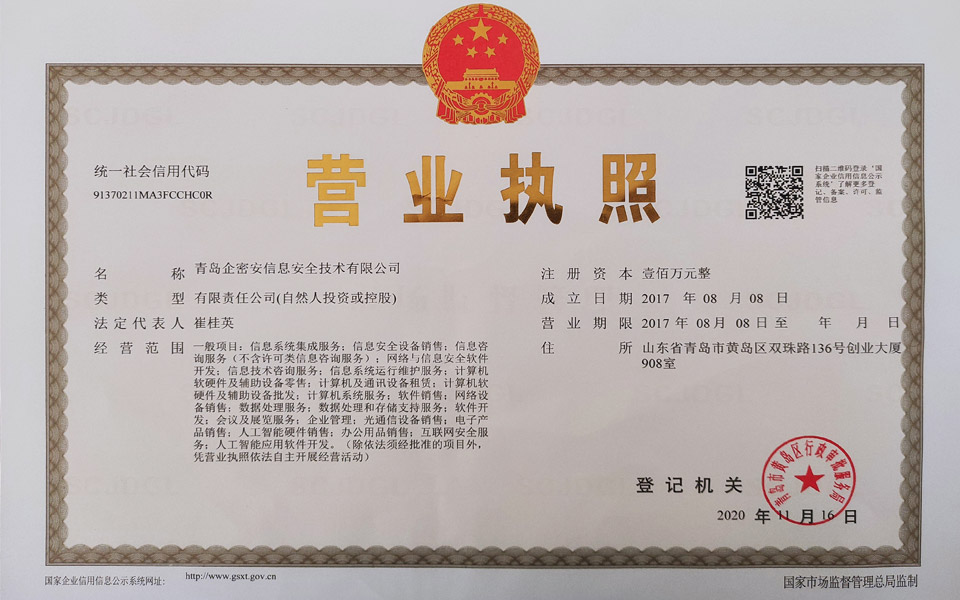 营业执照
统一社会信用代码
91370211MA3FCCHC0R
扫描二维码登录‘国
家企业信用信息公示
系统’了解更多登
记、备案、许可、监
管信息
名称 青岛企密安信息安全技术有限公司
类型 有限责任公司(自然人投资或控股)
法定代表人 崔桂英
经营范围 一般项目：信息系统集成服务；信息安全设备销售；信息咨
询服务（不含许可类信息咨询服务）；网络与信息安全软件
开发；信息技术咨询服务；信息系统运行维护服务；计算机
软硬件及辅助设备零售；计算机及通讯设备租赁；计算机软
硬件及辅助设备批发；计算机系统服务；软件销售；网络设
备销售；数据处理服务；数据处理和存储支持服务；软件开
发；会议及展览服务；企业管理；光通信设备销售；电子产
品销售；人工智能硬件销售；办公用品销售；互联网安全服
务；人工智能应用软件开发。（除依法须经批准的项目外，
凭营业执照依法自主开展经营活动）
注册资本 壹佰万元整
成立日期 2017 年 08 月 08 日
营业期限 2017 年 08 月 08 日 至 年 月 日
住所 山东省青岛市黄岛区双珠路136号创业大厦
908室
登记机关
青岛市黄岛区行政审批服务局
2020 年 11 月 16 日
国家企业信用信息公示系统网址：
http://www.gsxt.gov.cn
国家市场监督管理总局监制